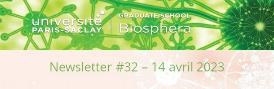 université
PARIS-SACLAY
GRADUATE SCHOOL
Biosphera
Newsletter #32 – 14 avril 2023